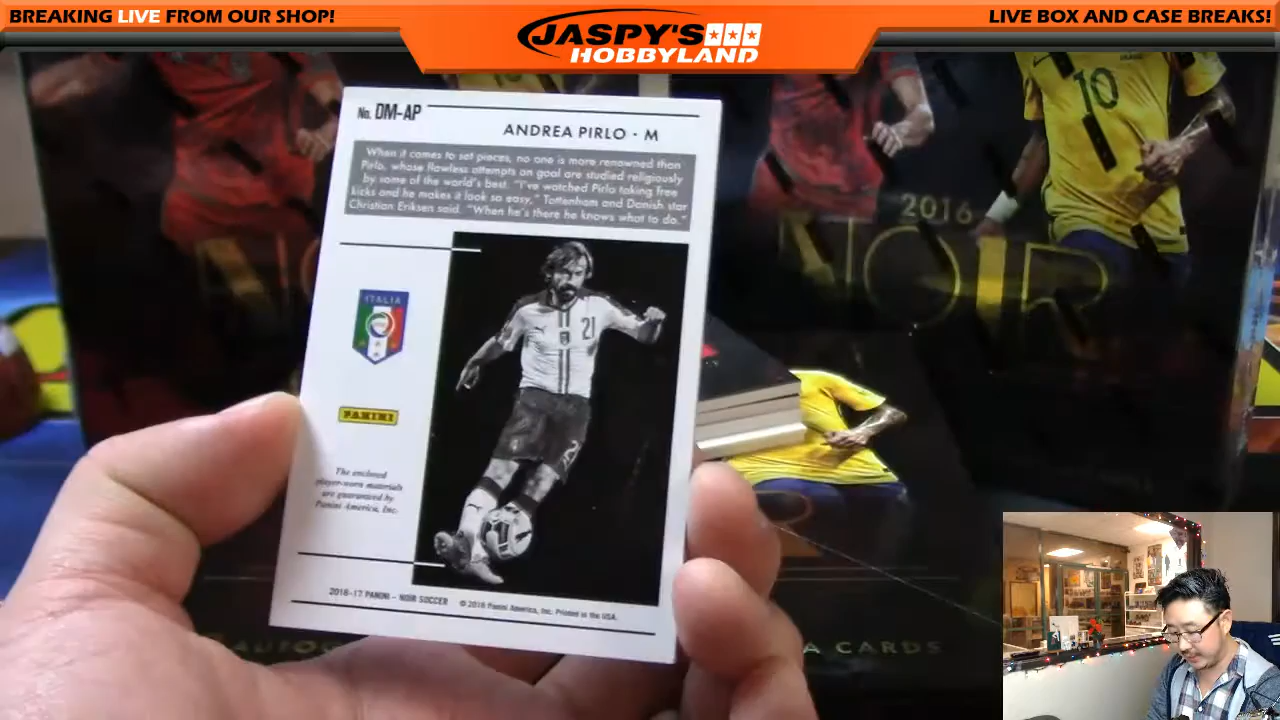 BREAKING LIVE FROM OUR SHOP!
JASPY'S
HOBBYLAND
LIVE BOX AND CASE BREAKS!
No. DM-AP
ANDREA PIRLO · M
When it comes to set pieces, no one is more renowned than
Pirlo, whose flawless attempts on goal are studied religiously
by some of the world's best. "I've watched Pirlo taking free
kicks and he makes it look so easy," Tottenham and Danish star
Christian Eriksen said. "When he's there he knows what to do."
ITALIA
21
PANINI
The enclosed
player-worn materials
are guaranteed by
Panini America, Inc.
2016-17 PANINI – NOIR SOCCER © 2016 Panini America, Inc. Printed in the USA.
10
2016
NOIR
A CARDS